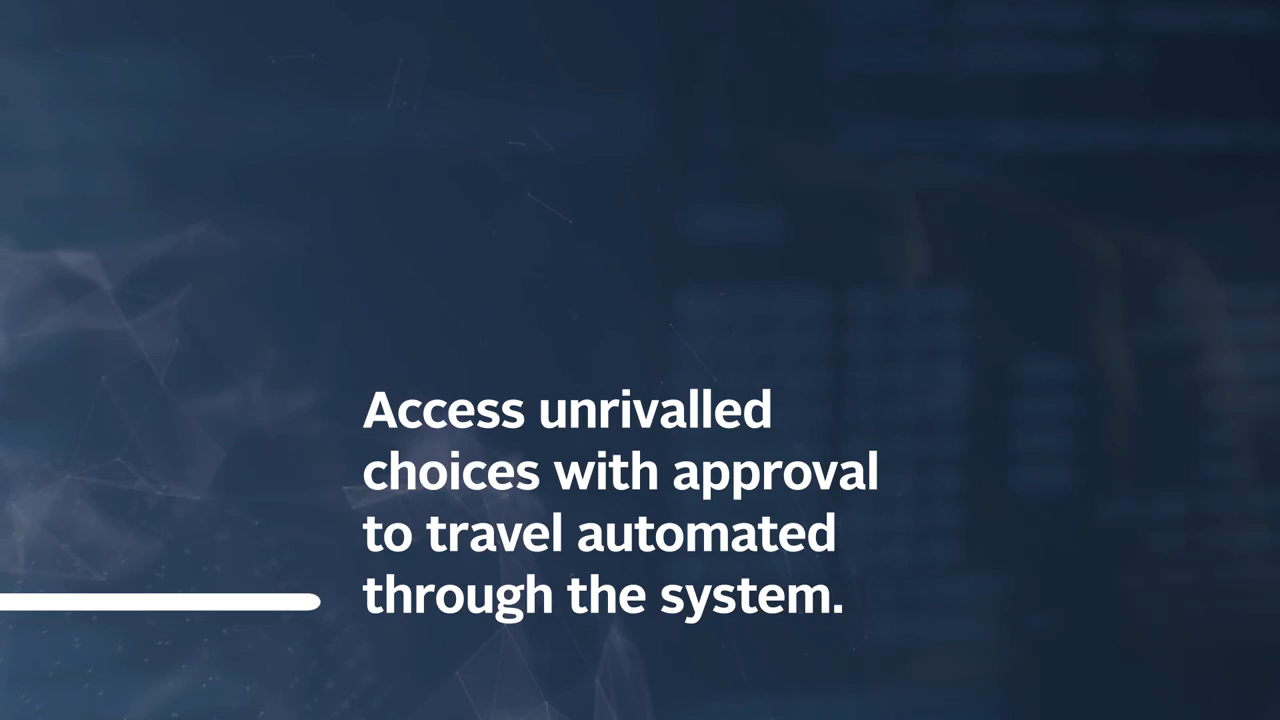 Access unrivalled
choices with approval
to travel automated
through the system.